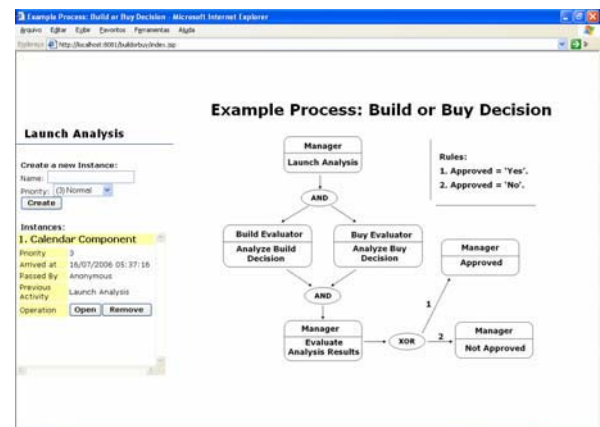 Example Process: Build or Buy Decision - Microsoft Internet Explorer
Arquivo Editar Exibir Favoritos Ferramentas Ajuda
Endereço http://localhost:8081/buildorbuy/index.jsp
Example Process: Build or Buy Decision
Launch Analysis
Create a new Instance:
Name:
Priority: (3) Normal
Create
Instances:
1. Calendar Component
Priority 3
Arrived at 16/07/2006 05:37:16
Passed By Anonymous
Previous Activity Launch Analysis
Operation Open Remove
Manager
Launch Analysis
Rules:
1. Approved = 'Yes'.
2. Approved = 'No'.
AND
Build Evaluator
Analyze Build
Decision
Buy Evaluator
Analyze Buy
Decision
Manager
Approved
AND
1
Manager
Evaluate
Analysis Results
XOR
2
Manager
Not Approved